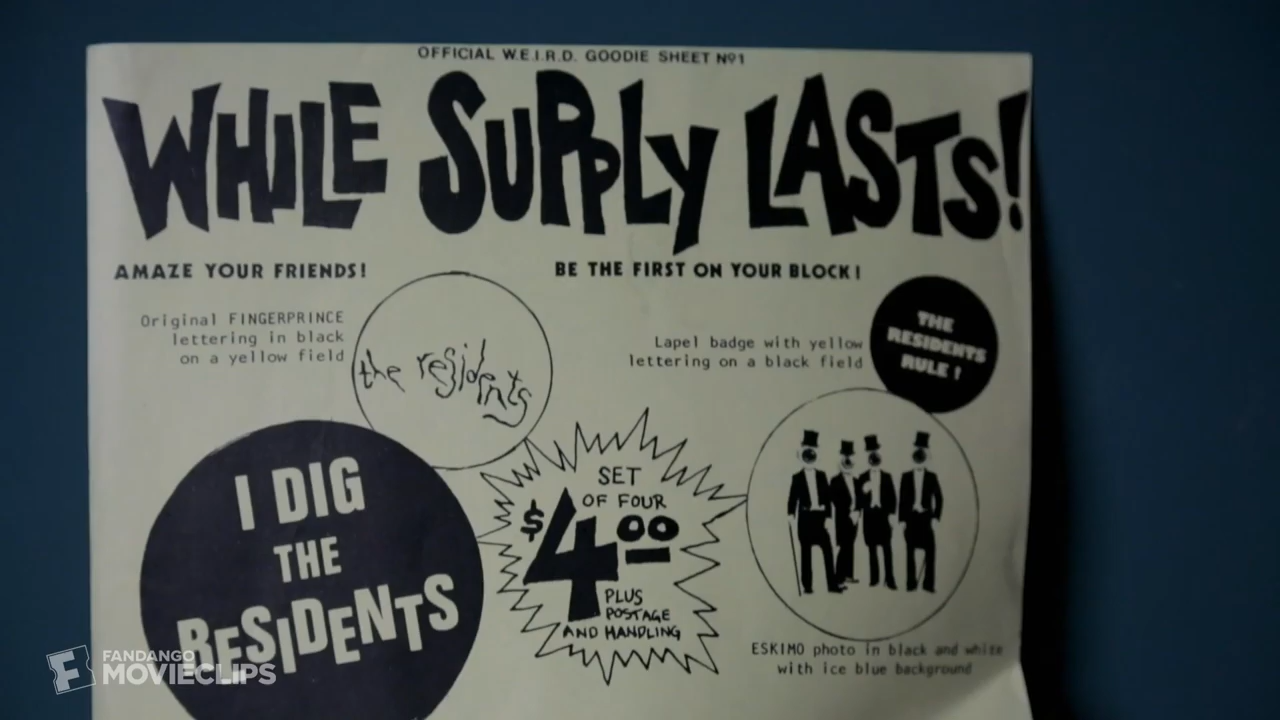 OFFICIAL W.E.I.R.D. GOODIE SHEET Nº1
WHILE SUPPLY LASTS!
AMAZE YOUR FRIENDS!
BE THE FIRST ON YOUR BLOCK!
Original FINGERPRINCE
lettering in black
on a yellow field
the residents
Lapel badge with yellow
lettering on a black field
THE
RESIDENTS
RULE!
I DIG
THE
RESIDENTS
SET
OF FOUR
$4.00
PLUS
POSTAGE
AND HANDLING
ESKIMO photo in black and white
with ice blue background
FANDANGO
MOVIECLIPS